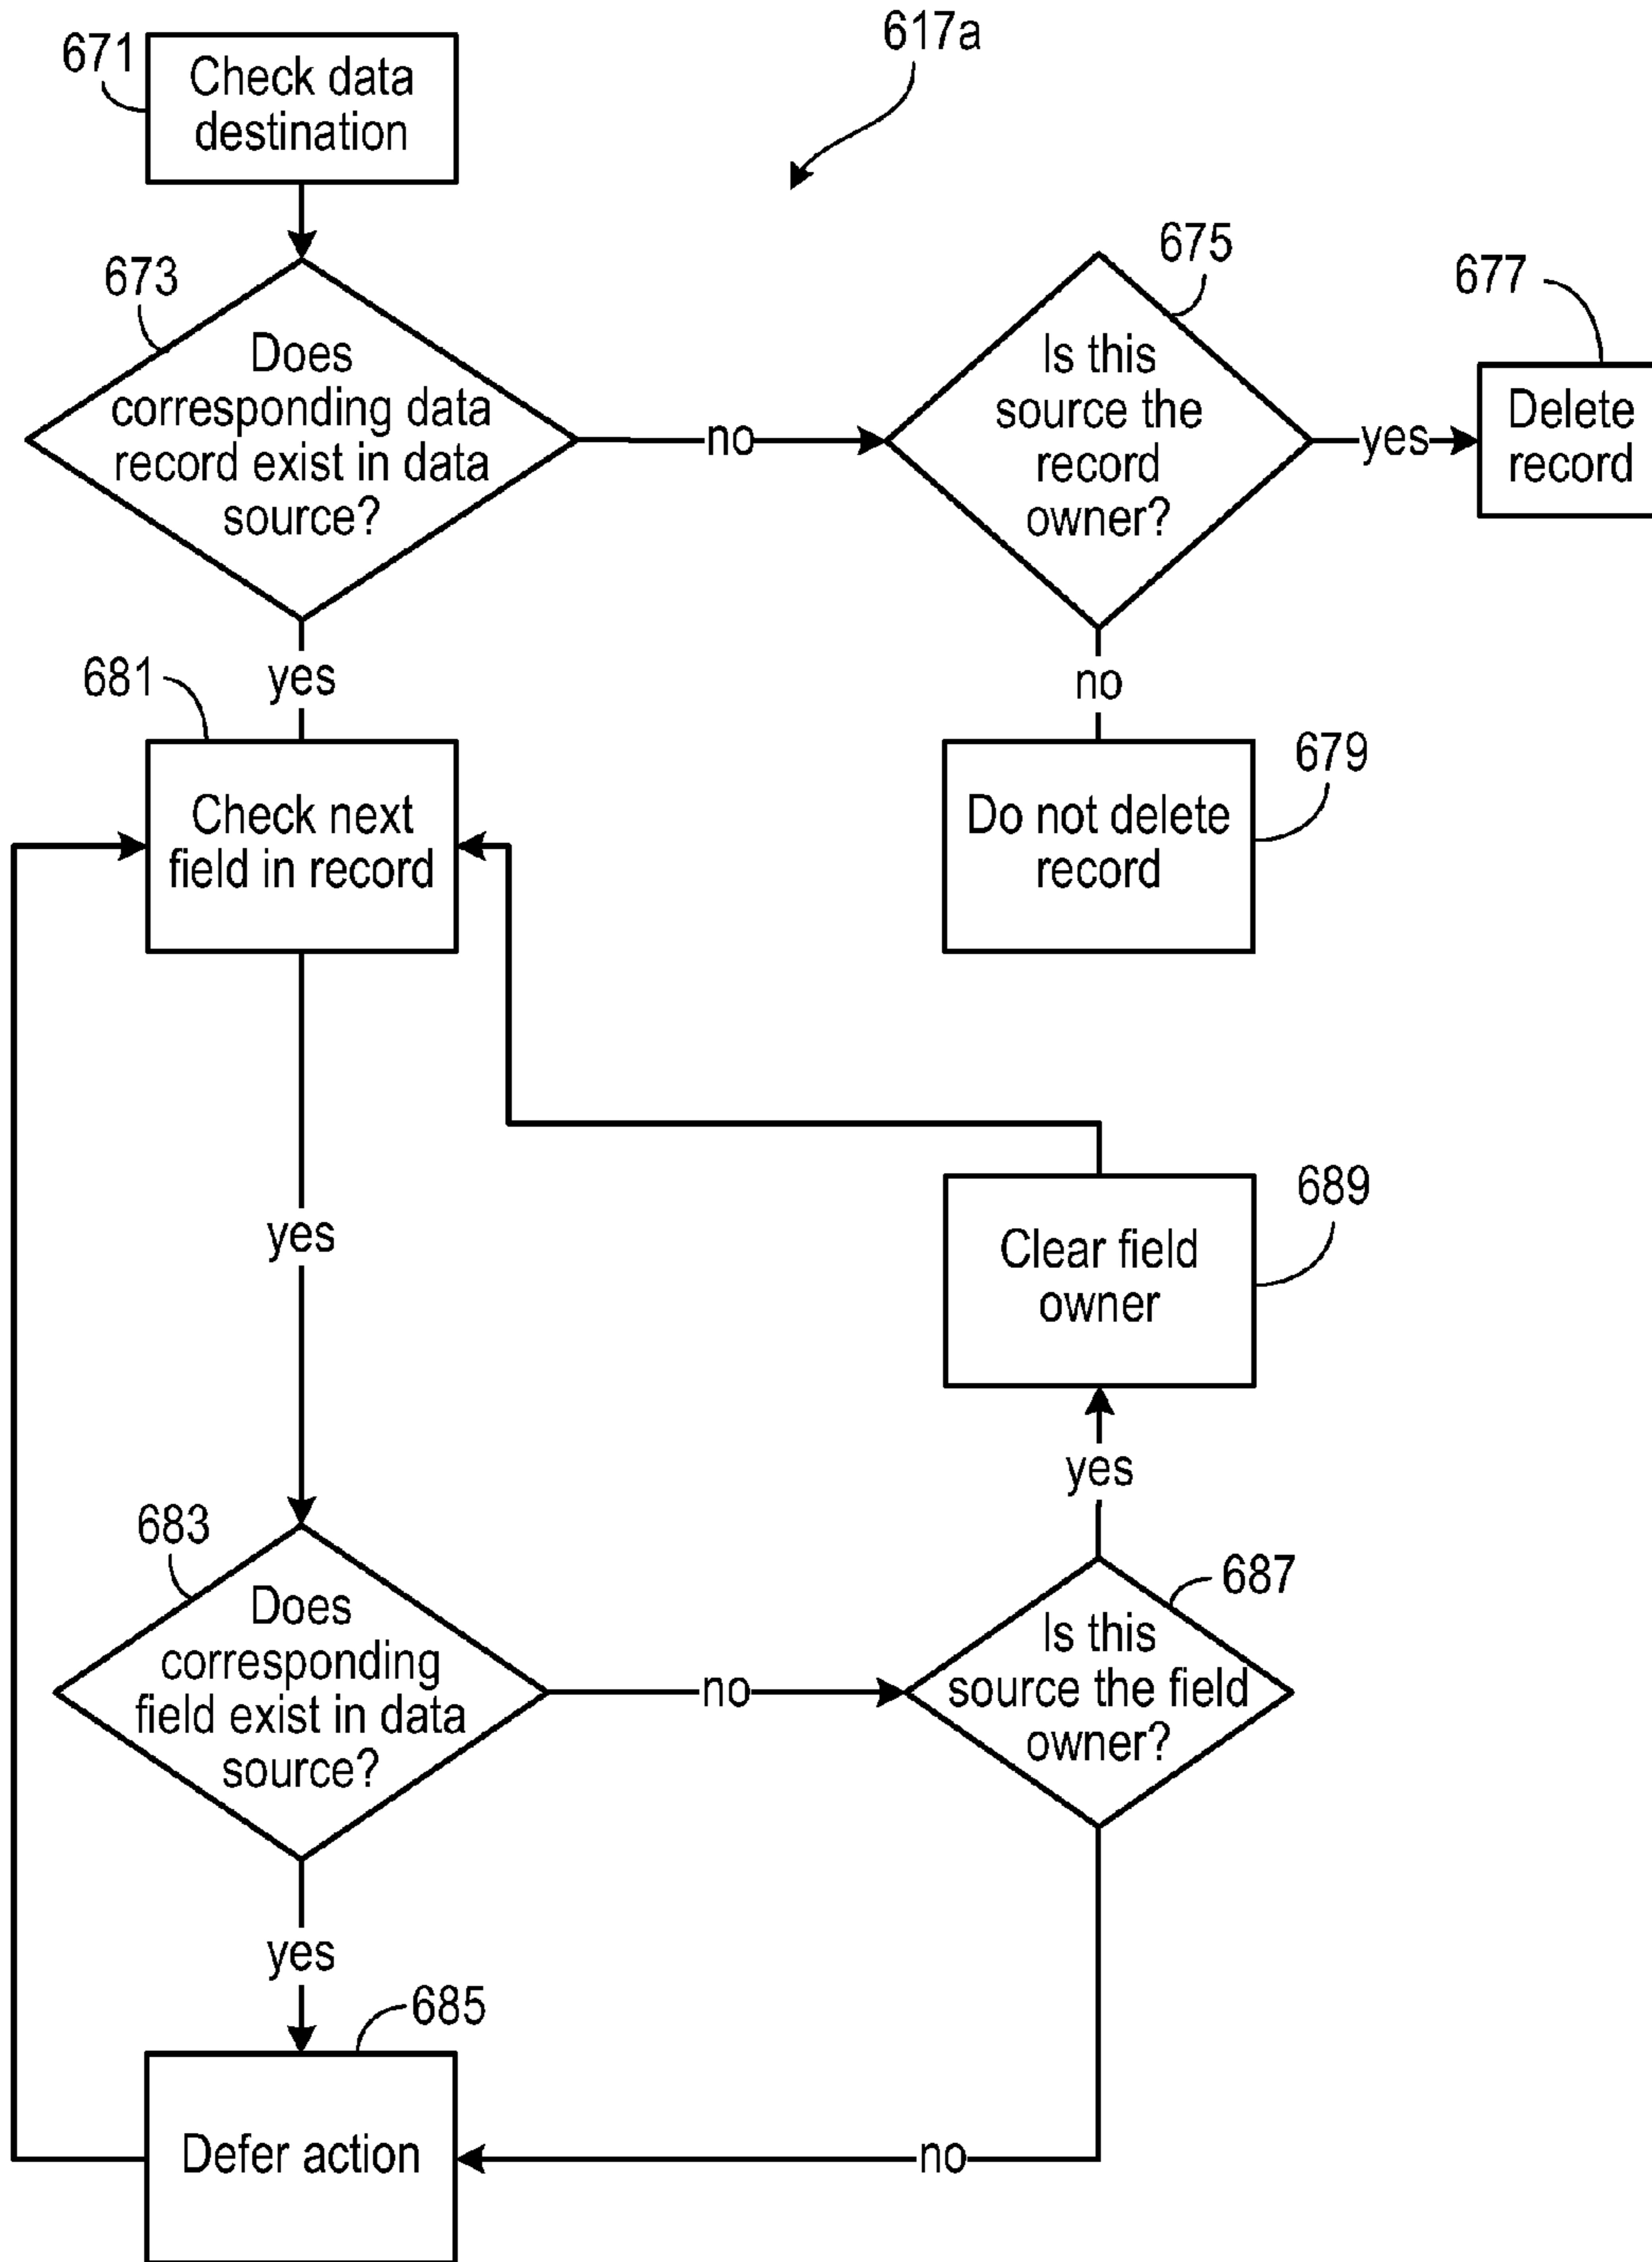 617a
671
Check data
destination
673
Does
corresponding data
record exist in data
source?
no
675
Is this
source the
record
owner?
yes
677
Delete
record
yes
no
681
Check next
field in record
679
Do not delete
record
yes
689
Clear field
owner
yes
683
Does
corresponding
field exist in data
source?
no
687
Is this
source the field
owner?
yes
685
Defer action
no